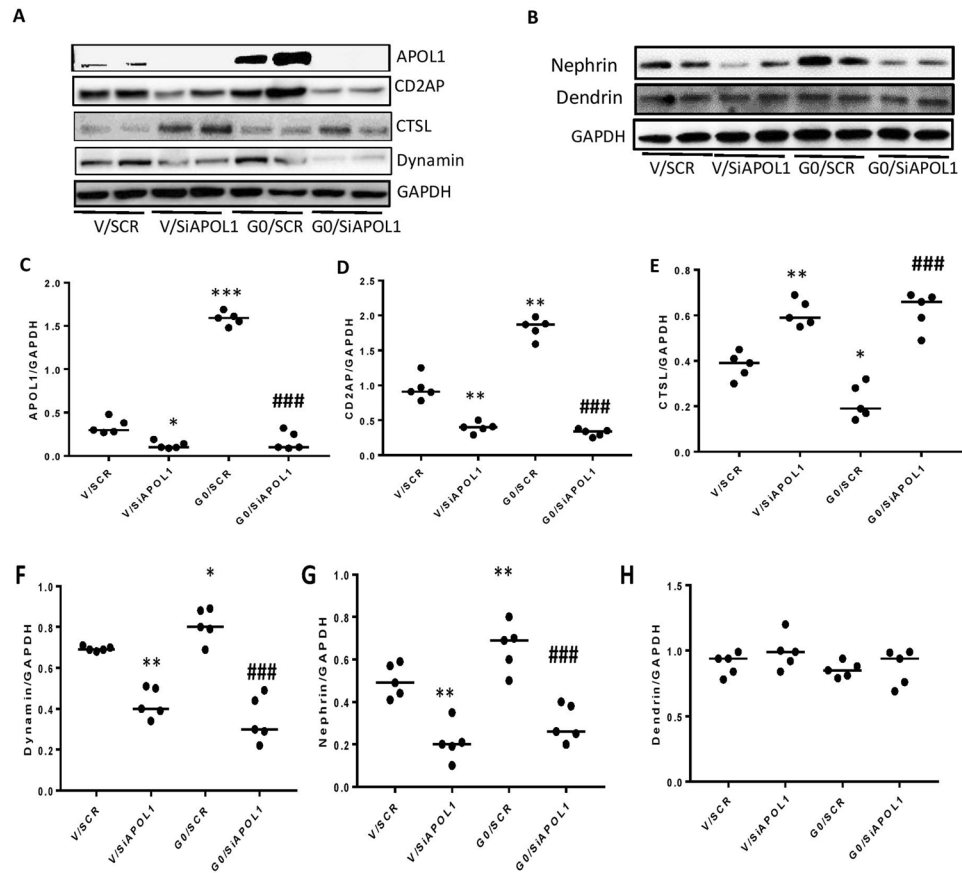 A
APOL1
CD2AP
CTSL
Dynamin
GAPDH
V/SCR V/SiAPOL1 G0/SCR G0/SiAPOL1
B
Nephrin
Dendrin
GAPDH
V/SCR V/SiAPOL1 G0/SCR G0/SiAPOL1
C
APOL1/GAPDH
2.0
1.5
1.0
0.5
0.0
*
***
###
V/SCR V/SiAPOL1 G0/SCR G0/SiAPOL1
D
CD2AP/GAPDH
2.5
2.0
1.5
1.0
0.5
0.0
**
**
###
V/SCR V/SiAPOL1 G0/SCR G0/SiAPOL1
E
CTSL/GAPDH
0.8
0.6
0.4
0.2
0.0
**
*
###
V/SCR V/SiAPOL1 G0/SCR G0/SiAPOL1
F
Dynamin/GAPDH
1.0
0.8
0.6
0.4
0.2
0.0
**
*
###
V/SCR V/SiAPOL1 G0/SCR G0/SiAPOL1
G
Nephrin/GAPDH
1.0
0.8
0.6
0.4
0.2
0.0
**
**
###
V/SCR V/SiAPOL1 G0/SCR G0/SiAPOL1
H
Dendrin/GAPDH
1.5
1.0
0.5
0.0
V/SCR V/SiAPOL1 G0/SCR G0/SiAPOL1